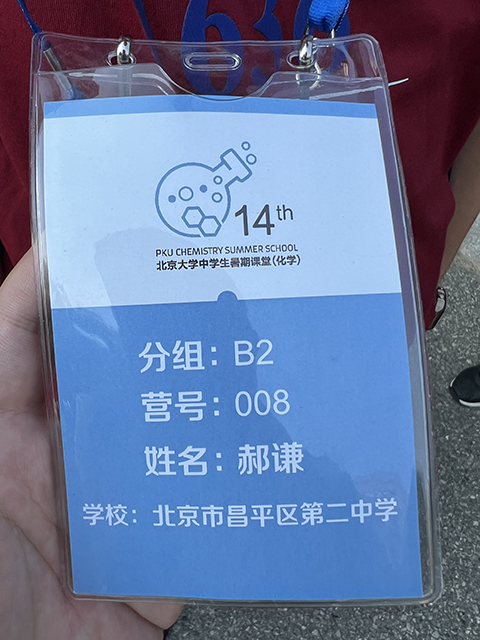 639
14th
PKU CHEMISTRY SUMMER SCHOOL
北京大学中学生暑期课堂(化学)
分组：B2
营号：008
姓名：郝谦
学校：北京市昌平区第二中学